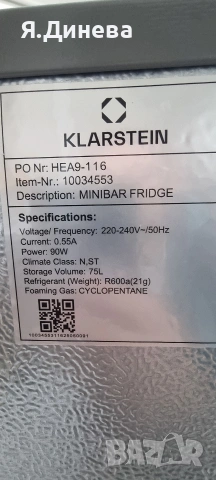 Я.Динева
KLARSTEIN
PO Nr: HEA9-116
Item-Nr.: 10034553
Description: MINIBAR FRIDGE
Specifications:
Voltage/ Frequency: 220-240V~/50Hz
Current: 0.55A
Power: 90W
Climate Class: N,ST
Storage Volume: 75L
Refrigerant (Weight): R600a(21g)
Foaming Gas: CYCLOPENTANE
BAZAR